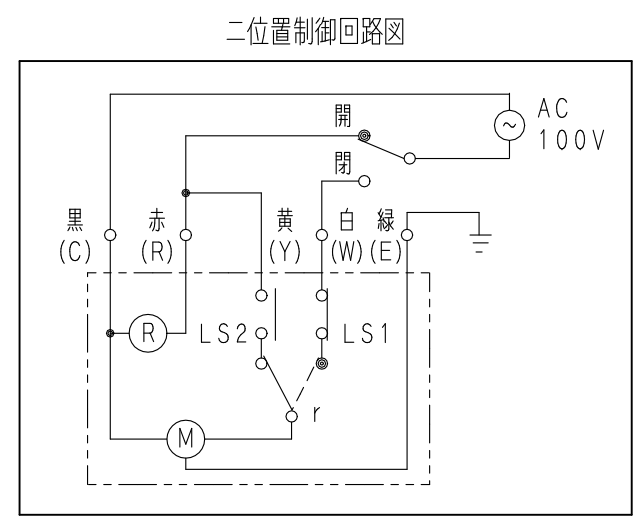 二位置制御回路図
AC
100V
開
閉
黒 赤 黄 白 緑
(C) (R) (Y) (W) (E)
R LS2 LS1
r
M